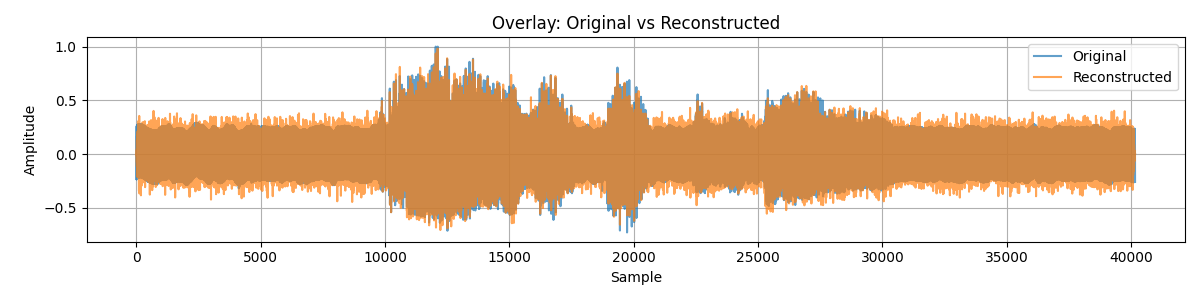 Overlay: Original vs Reconstructed
Original
Reconstructed
Amplitude
1.0
0.5
0.0
−0.5
0 5000 10000 15000 20000 25000 30000 35000 40000
Sample